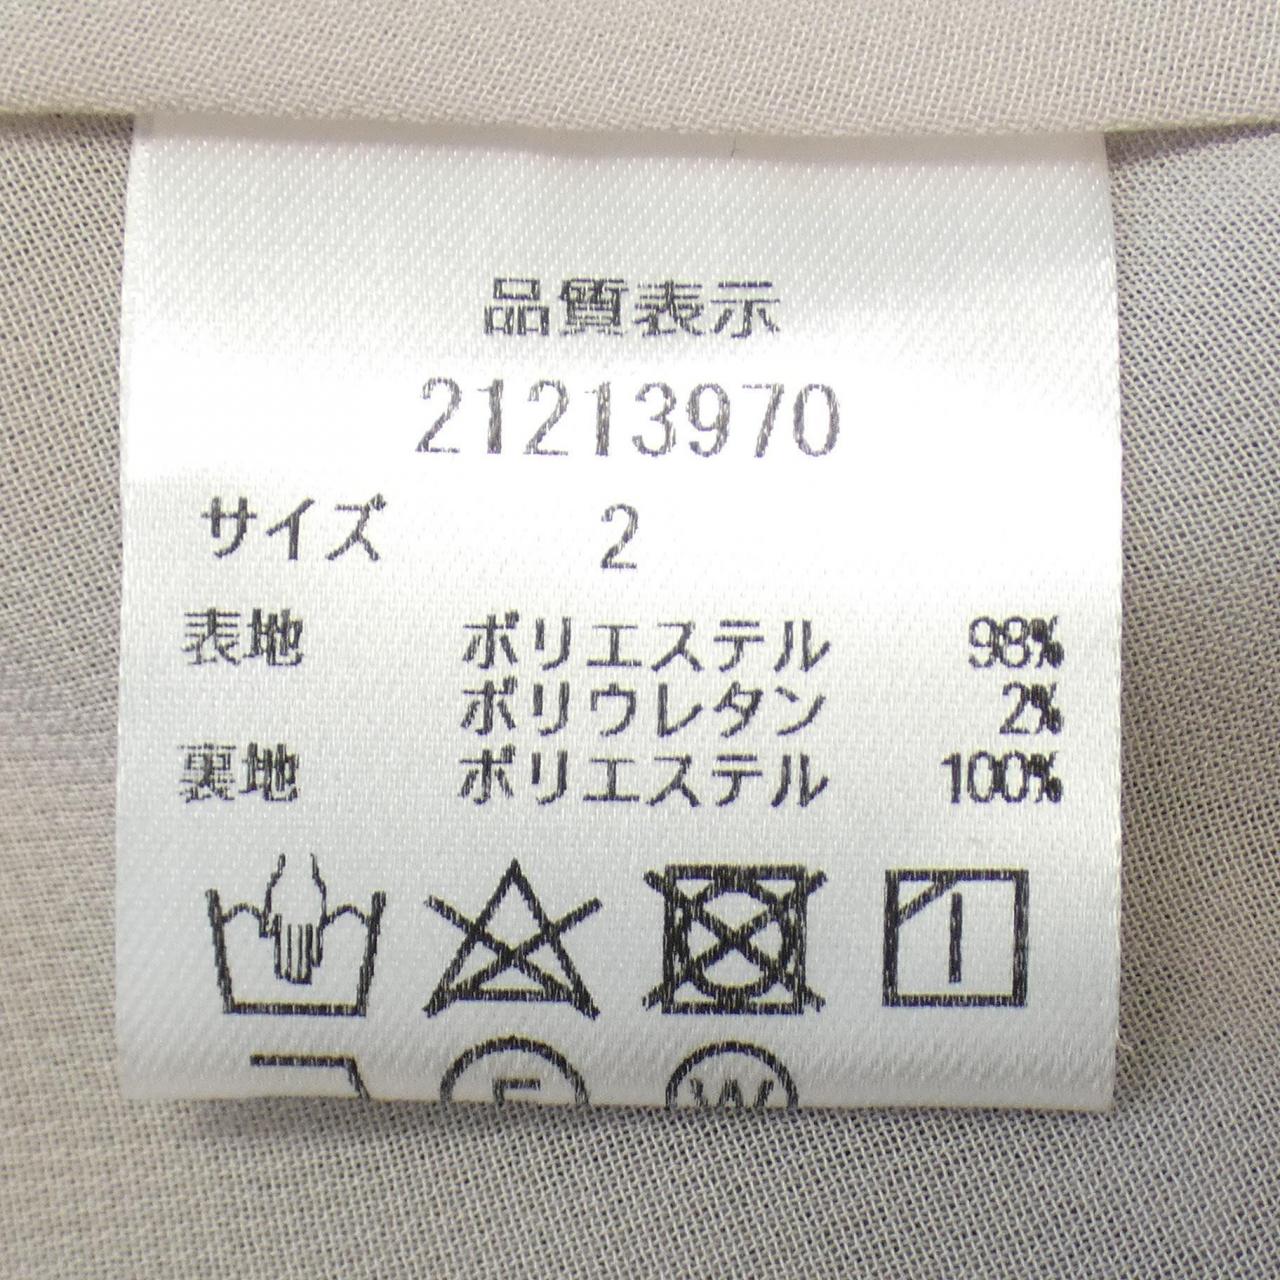 品質表示
21213970
サイズ 2
表地 ポリエステル 98%
ポリウレタン 2%
裏地 ポリエステル 100%
F W